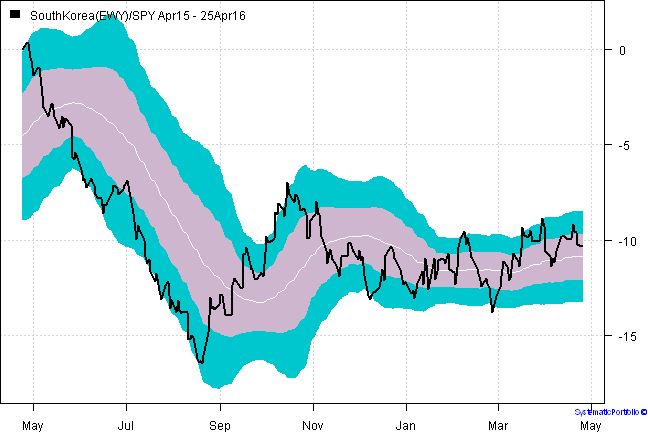 SouthKorea(EWY)/SPY Apr15 - 25Apr16
0
-5
-10
-15
May Jul Sep Nov Jan Mar May
SystematicPortfolio ©